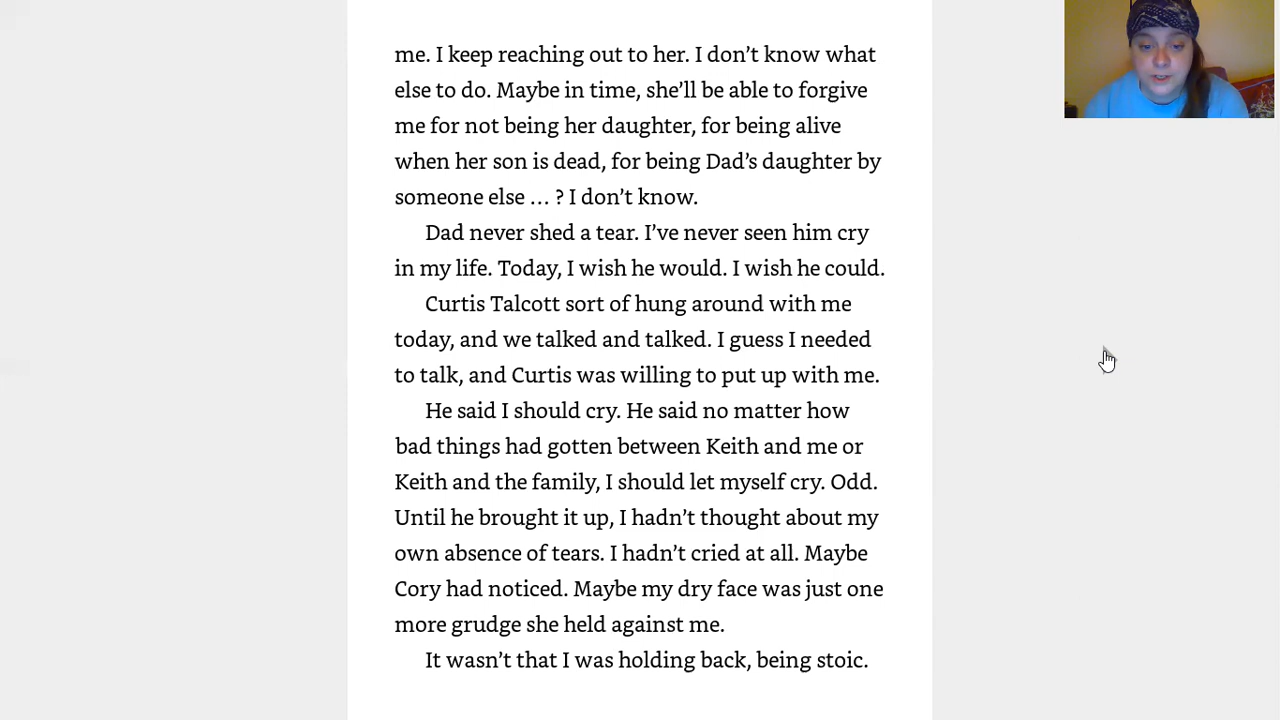 me. I keep reaching out to her. I don’t know what
else to do. Maybe in time, she’ll be able to forgive
me for not being her daughter, for being alive
when her son is dead, for being Dad’s daughter by
someone else … ? I don’t know.
Dad never shed a tear. I’ve never seen him cry
in my life. Today, I wish he would. I wish he could.
Curtis Talcott sort of hung around with me
today, and we talked and talked. I guess I needed
to talk, and Curtis was willing to put up with me.
He said I should cry. He said no matter how
bad things had gotten between Keith and me or
Keith and the family, I should let myself cry. Odd.
Until he brought it up, I hadn’t thought about my
own absence of tears. I hadn’t cried at all. Maybe
Cory had noticed. Maybe my dry face was just one
more grudge she held against me.
It wasn’t that I was holding back, being stoic.